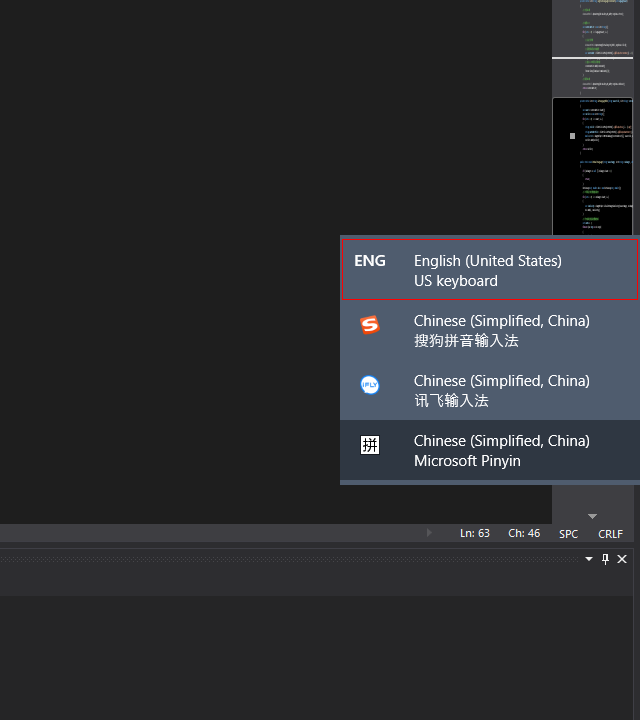 ENG
English (United States)
US keyboard
Chinese (Simplified, China)
搜狗拼音输入法
iFLY
Chinese (Simplified, China)
讯飞输入法
拼
Chinese (Simplified, China)
Microsoft Pinyin
Ln: 63 Ch: 46 SPC CRLF